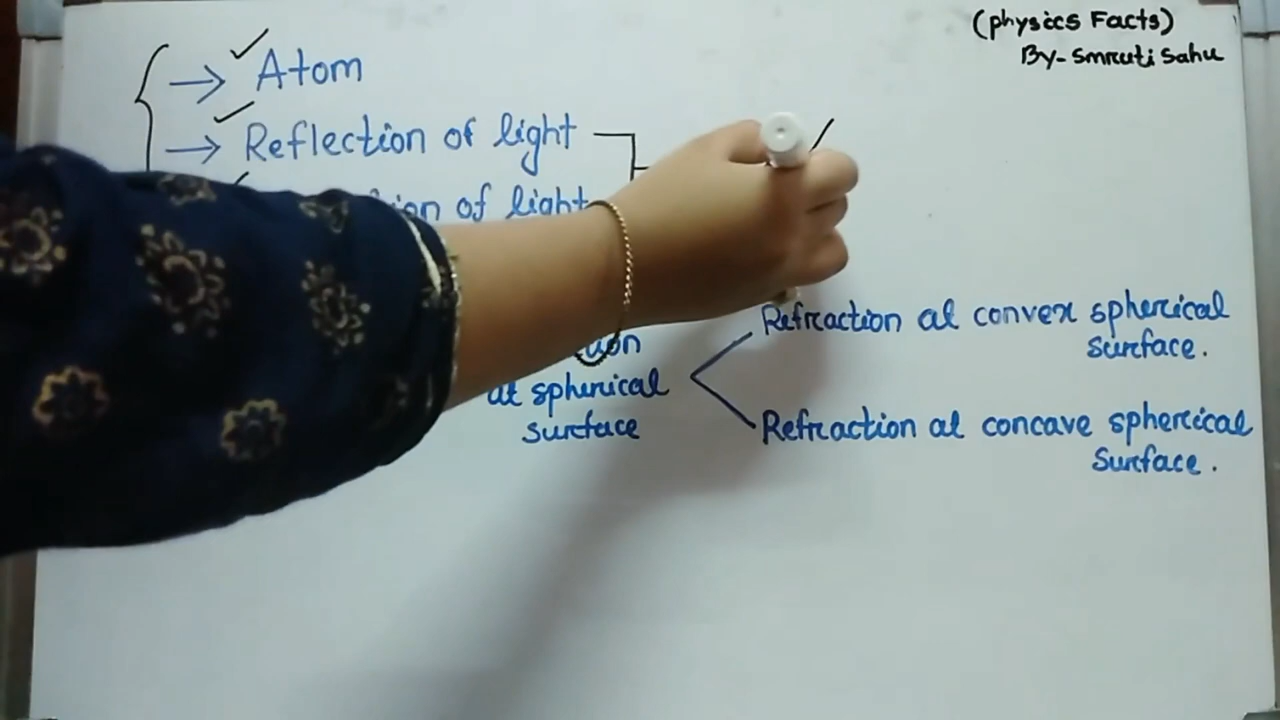 (physics Facts)
By- Smruti Sahu
→ Atom
→ Reflection of light
of light
at spherical
surface
Refraction at convex spherical
surface.
Refraction at concave spherical
Surface.